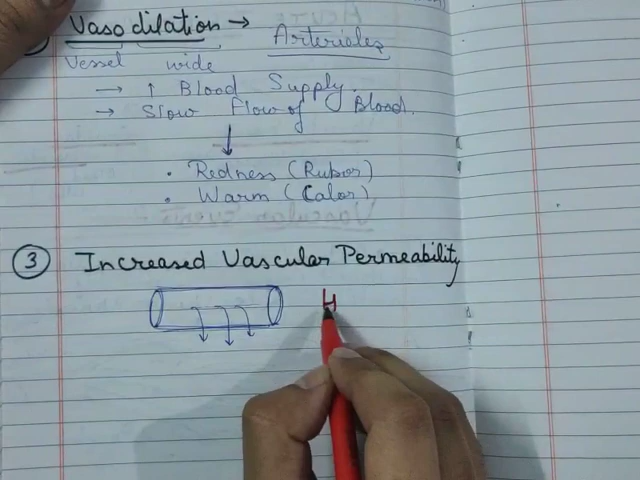 Vasodilation → Arterioles
Vessel wide
→ ↑ Blood Supply.
→ Slow Flow of Blood.
↓
• Redness (Rubor)
• Warm (Calor)
③ Increased Vascular Permeability
H